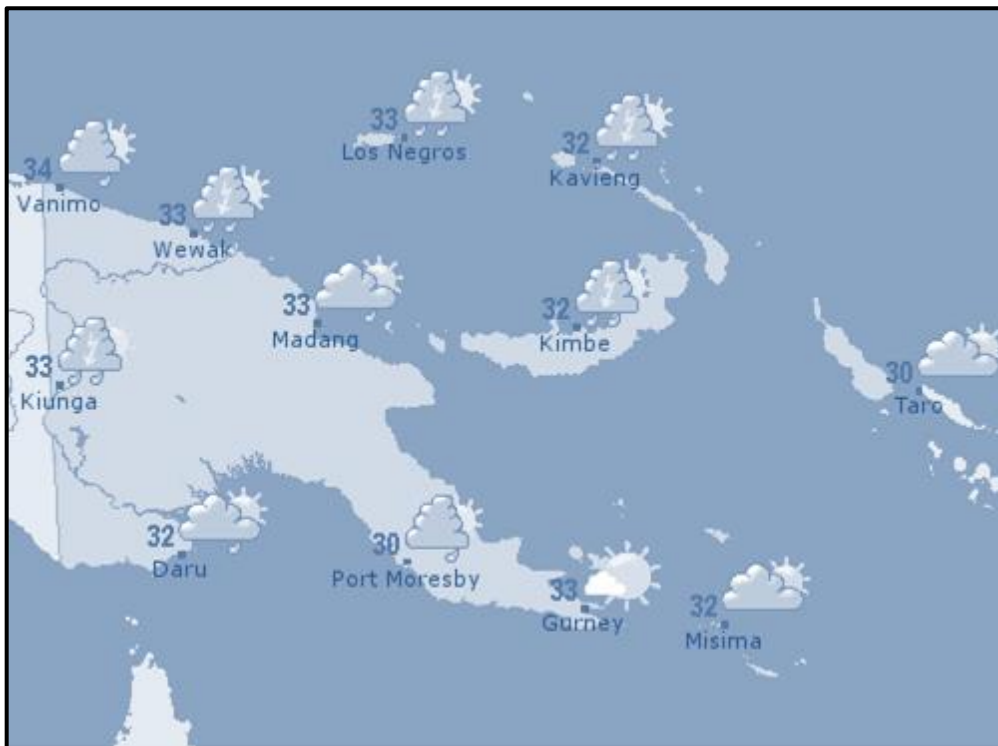 33
Los Negros
32
Kavieng
34
Vanimo
33
Wewak
33
Madang
32
Kimbe
33
Kiunga
30
Taro
32
Daru
30
Port Moresby
33
Gurney
32
Misima